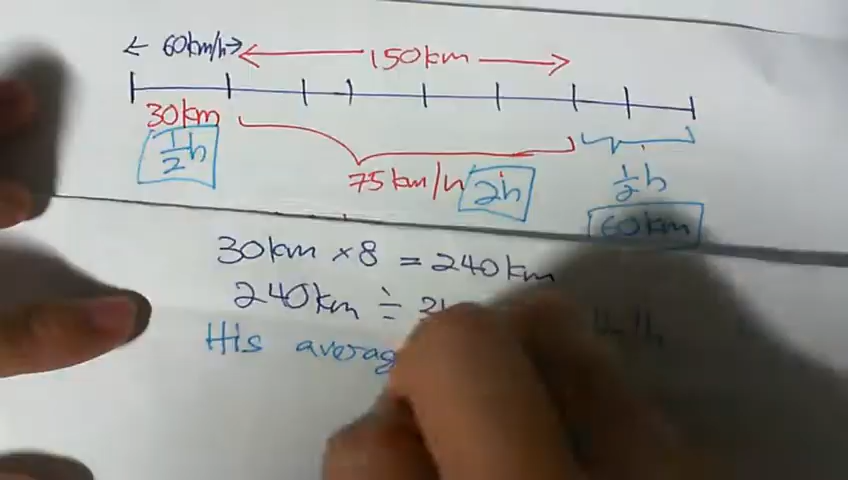 60km/h 150km
30km
1/2h 75km/h 2h 1/2h
60km
30km × 8 = 240km
240km ÷
His averag